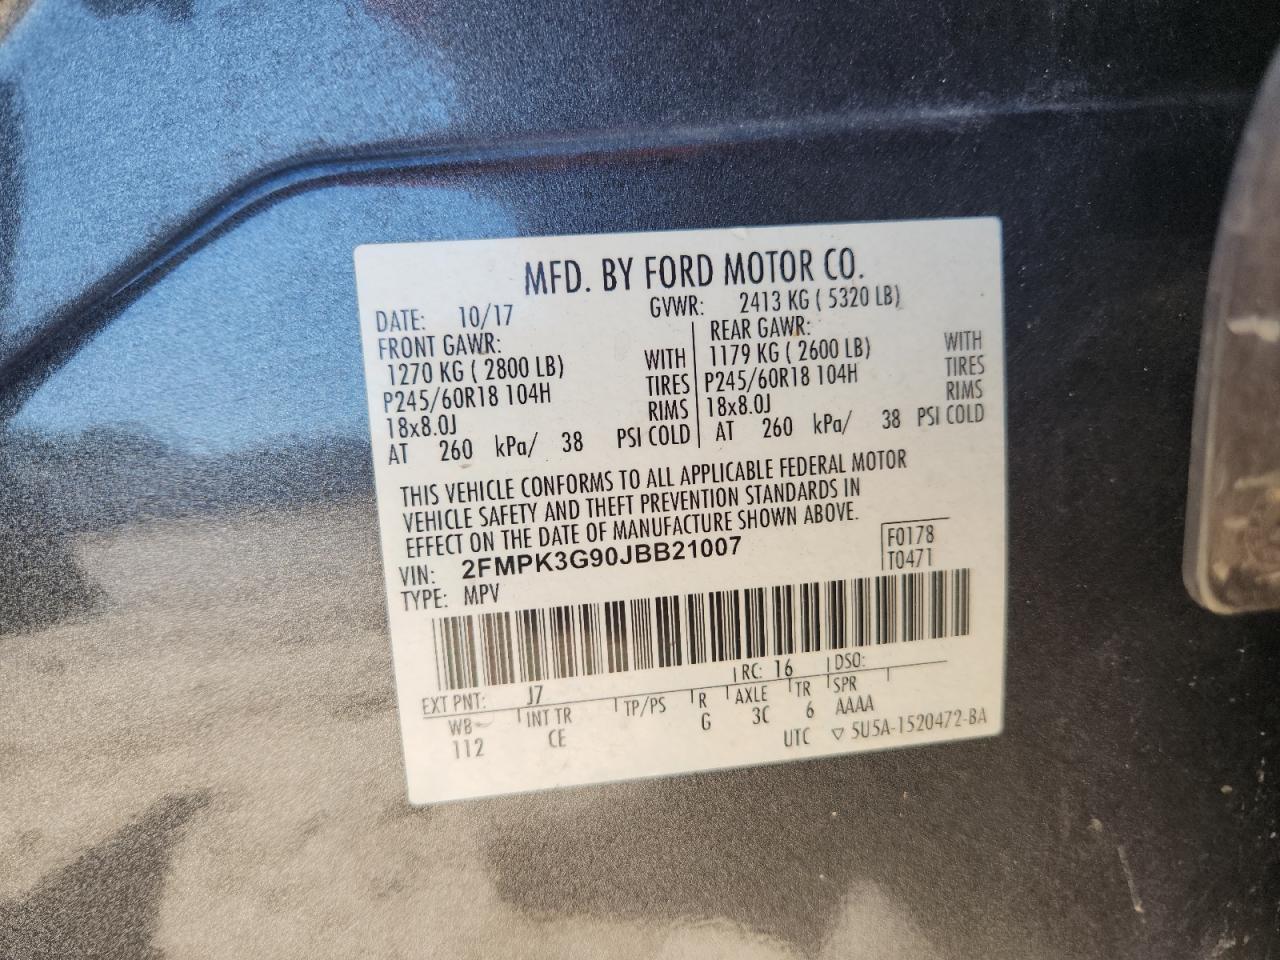 MFD. BY FORD MOTOR CO.
DATE: 10/17 GVWR: 2413 KG ( 5320 LB)
FRONT GAWR: REAR GAWR:
1270 KG ( 2800 LB) WITH 1179 KG ( 2600 LB) WITH
P245/60R18 104H TIRES P245/60R18 104H TIRES
18x8.0J RIMS 18x8.0J RIMS
AT 260 kPa/ 38 PSI COLD AT 260 kPa/ 38 PSI COLD
THIS VEHICLE CONFORMS TO ALL APPLICABLE FEDERAL MOTOR
VEHICLE SAFETY AND THEFT PREVENTION STANDARDS IN
EFFECT ON THE DATE OF MANUFACTURE SHOWN ABOVE.
VIN: 2FMPK3G90JBB21007 F0178
TYPE: MPV T0471
EXT PNT: J7 RC: 16 DSO:
WB INT TR TP/PS R AXLE TR SPR
112 CE G 3C 6 AAAA
UTC ▽ 5U5A-1520472-BA